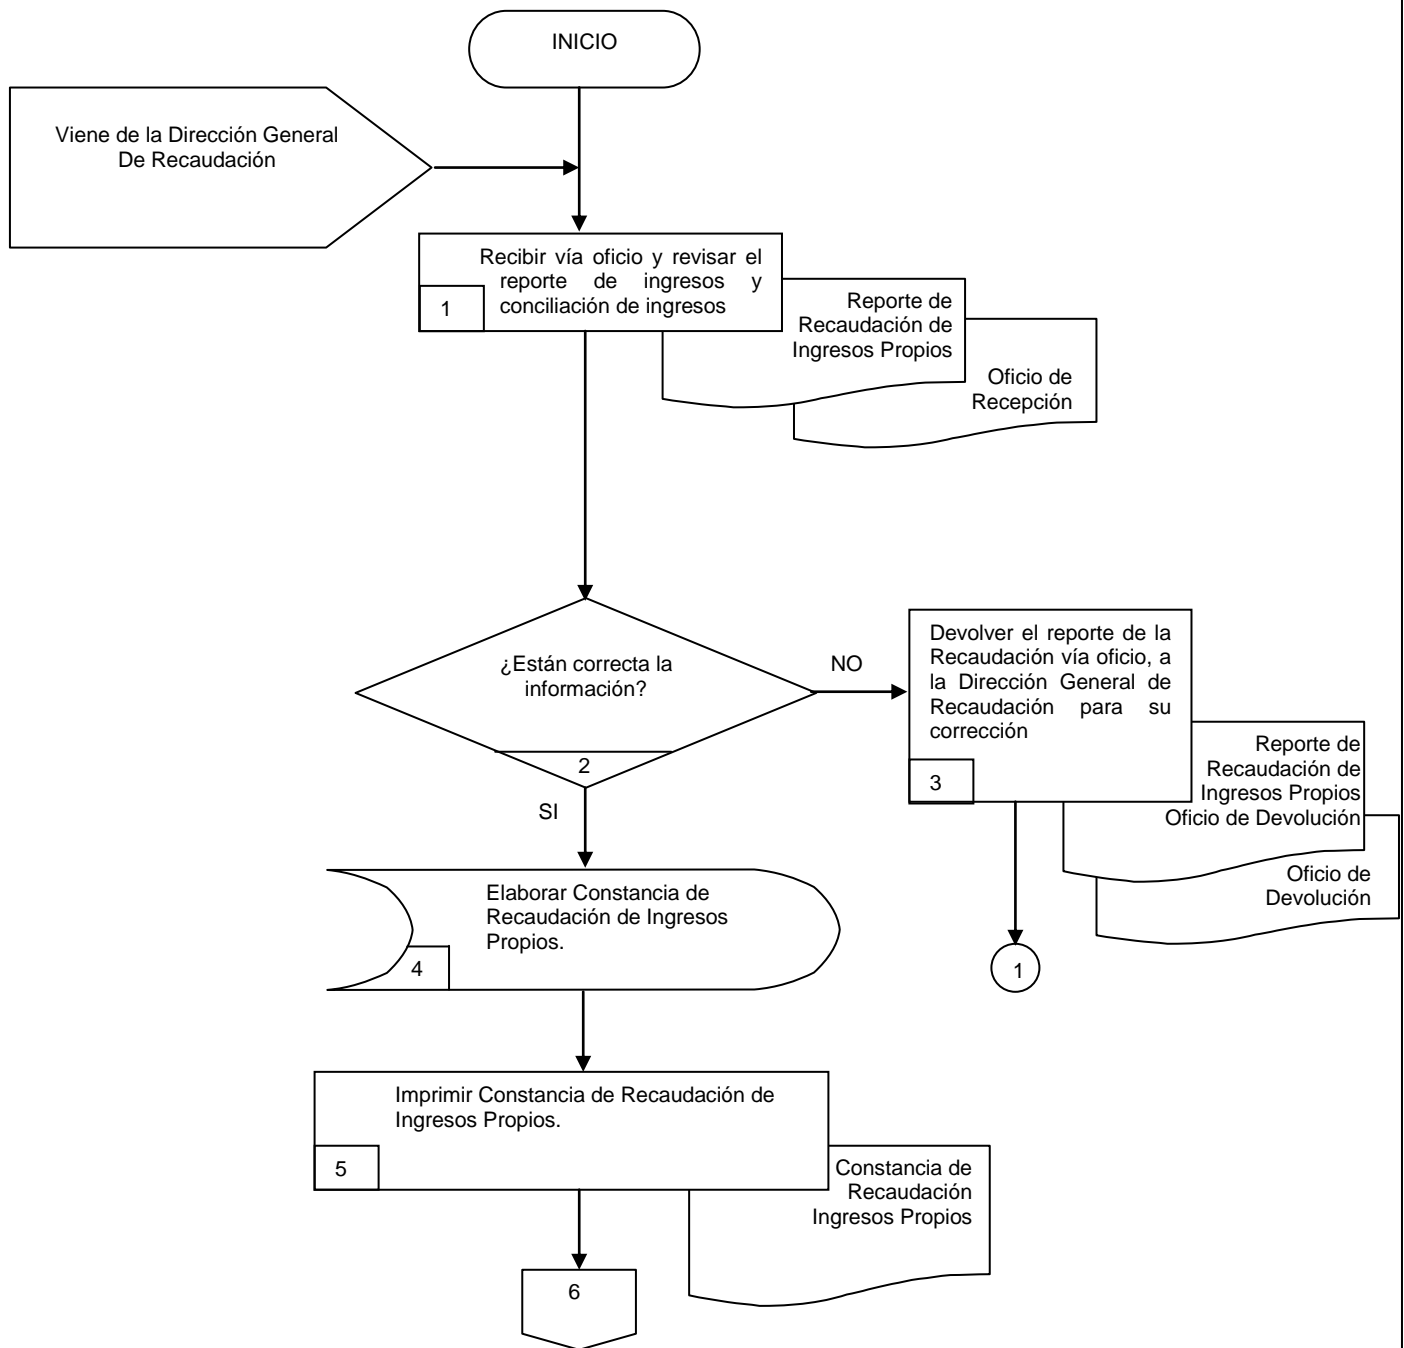 INICIO
Viene de la Dirección General
De Recaudación
Recibir vía oficio y revisar el
reporte de ingresos y
conciliación de ingresos
1
Reporte de
Recaudación de
Ingresos Propios
Oficio de
Recepción
¿Están correcta la
información?
2
NO
SI
Devolver el reporte de la
Recaudación vía oficio, a
la Dirección General de
Recaudación para su
corrección
3
Reporte de
Recaudación de
Ingresos Propios
Oficio de Devolución
Oficio de
Devolución
1
Elaborar Constancia de
Recaudación de Ingresos
Propios.
4
Imprimir Constancia de Recaudación de
Ingresos Propios.
5
Constancia de
Recaudación
Ingresos Propios
6